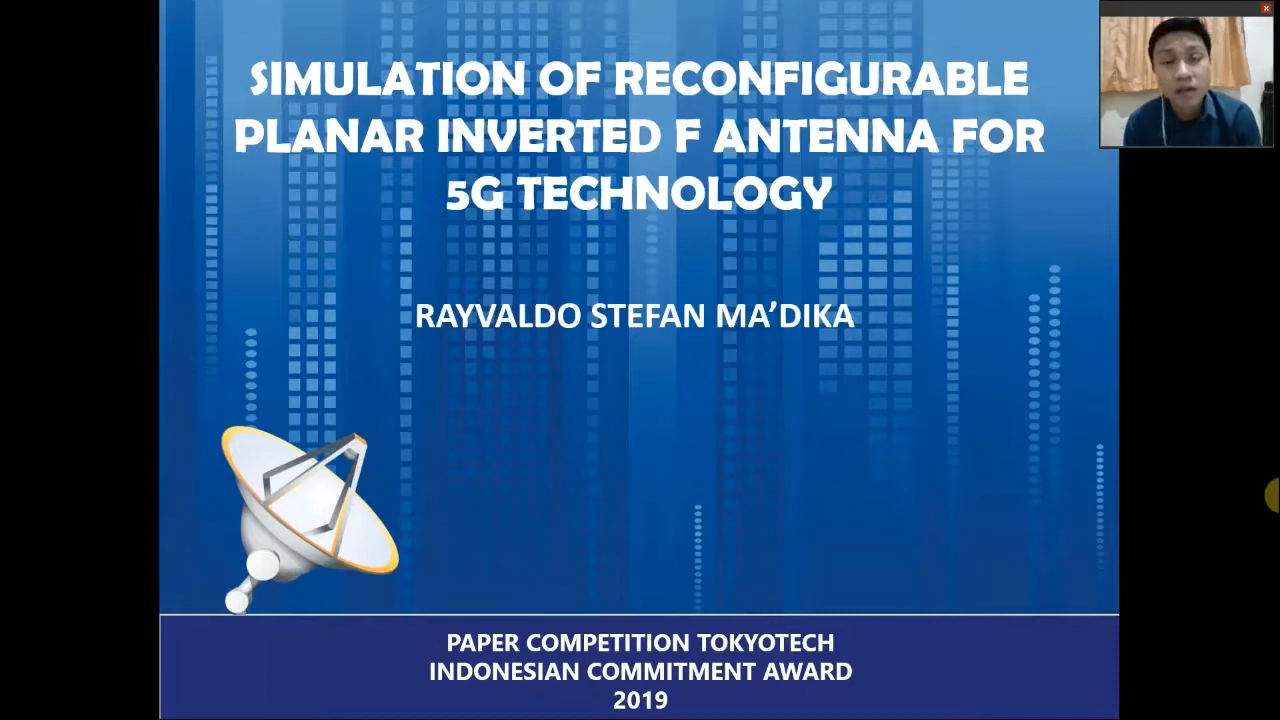 SIMULATION OF RECONFIGURABLE
PLANAR INVERTED F ANTENNA FOR
5G TECHNOLOGY
RAYVALDO STEFAN MA’DIKA
PAPER COMPETITION TOKYOTECH
INDONESIAN COMMITMENT AWARD
2019